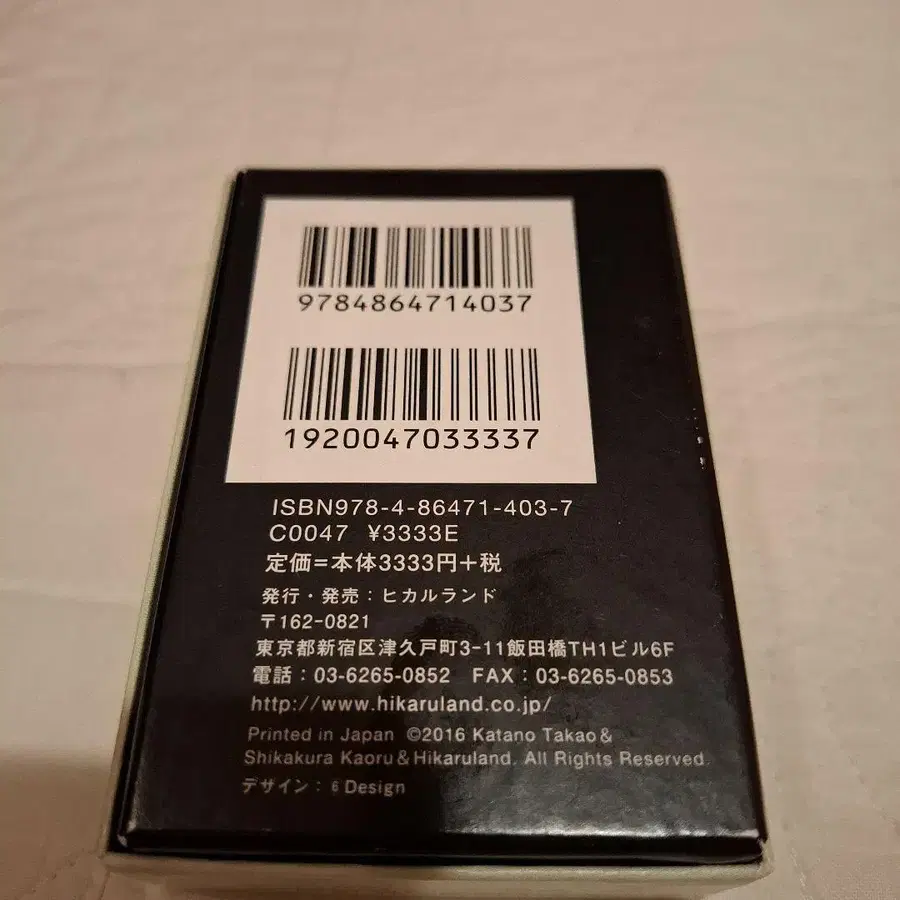 9784864714037
1920047033337
ISBN978-4-86471-403-7
C0047 ¥3333E
定価=本体3333円+税
発行・発売：ヒカルランド
〒162-0821
東京都新宿区津久戸町3-11飯田橋TH1ビル6F
電話：03-6265-0852 FAX：03-6265-0853
http://www.hikaruland.co.jp/
Printed in Japan ©2016 Katano Takao &
Shikakura Kaoru & Hikaruland. All Rights Reserved.
デザイン：6 Design